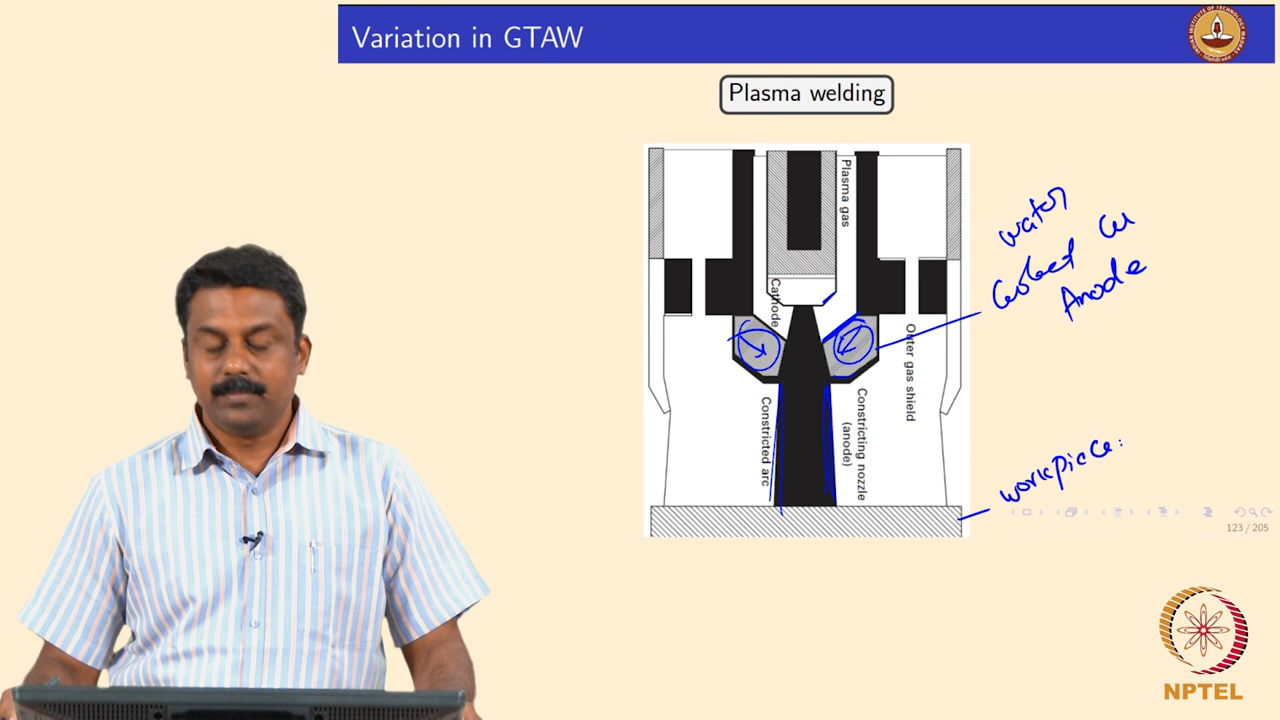 Variation in GTAW
Plasma welding
Plasma gas
Cathode
Outer gas shield
Constricted arc
Constricting nozzle
(anode)
water
Cooled Cu
Anode
workpiece:
123 / 205
NPTEL